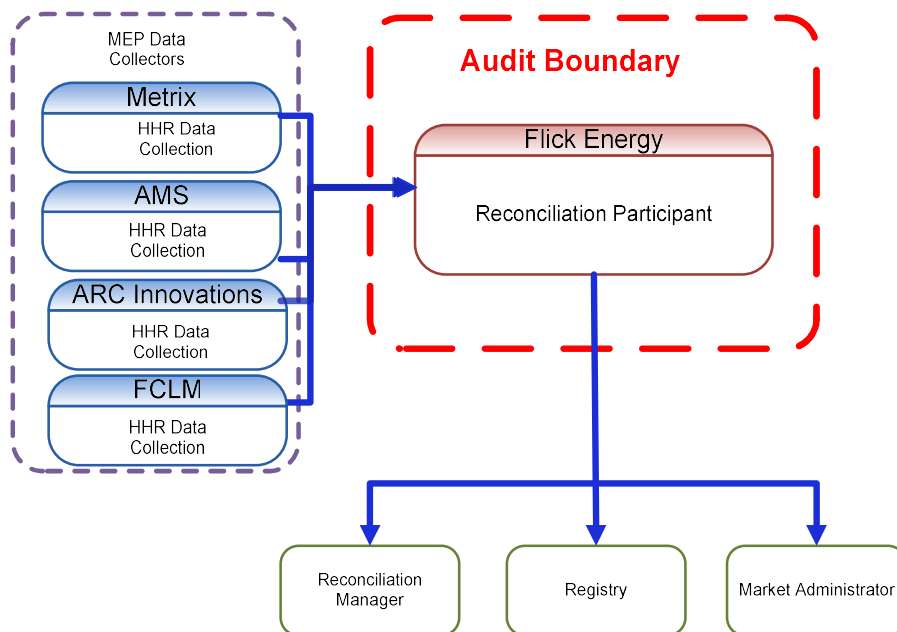 MEP Data
Collectors
Metrix
HHR Data
Collection
AMS
HHR Data
Collection
ARC Innovations
HHR Data
Collection
FCLM
HHR Data
Collection
Audit Boundary
Flick Energy
Reconciliation Participant
Reconciliation
Manager
Registry
Market Administrator